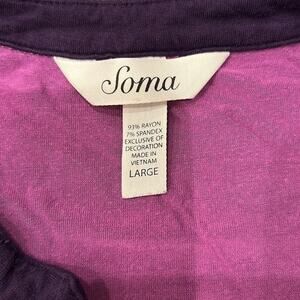 Soma
93% RAYON
7% SPANDEX
EXCLUSIVE OF
DECORATION
MADE IN
VIETNAM
LARGE